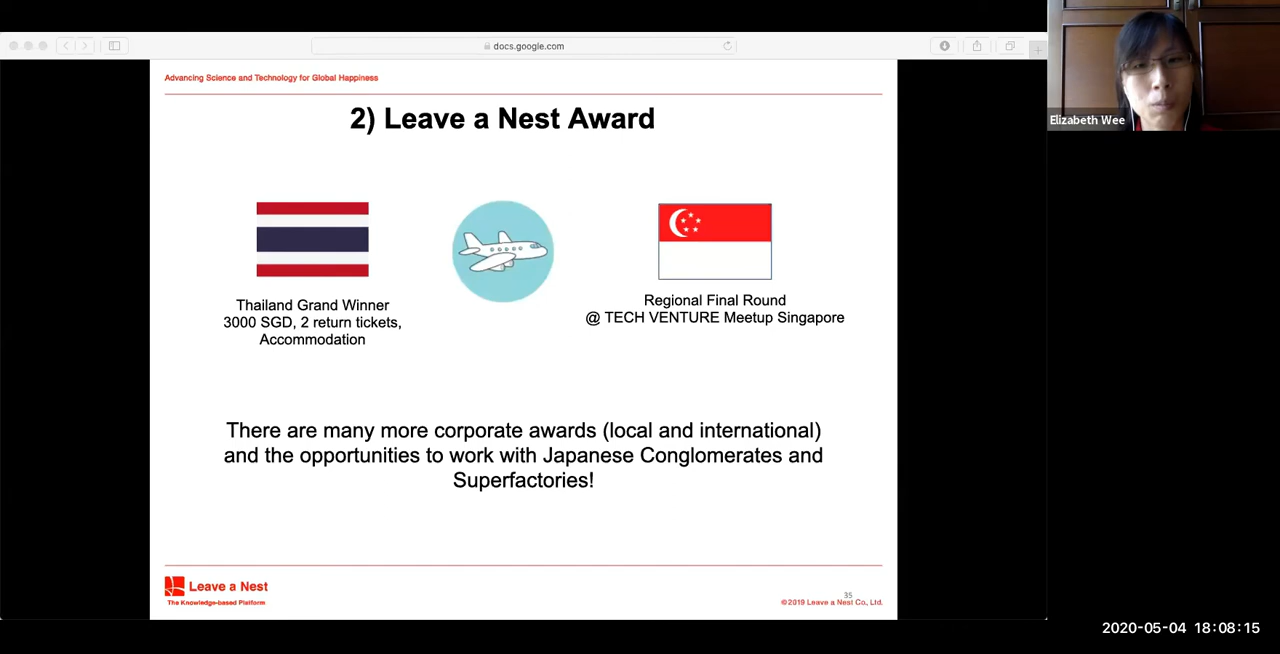 docs.google.com
Advancing Science and Technology for Global Happiness
2) Leave a Nest Award
Elizabeth Wee
Thailand Grand Winner
3000 SGD, 2 return tickets,
Accommodation
Regional Final Round
@ TECH VENTURE Meetup Singapore
There are many more corporate awards (local and international)
and the opportunities to work with Japanese Conglomerates and
Superfactories!
Leave a Nest
The Knowledge-based Platform
35
©2019 Leave a Nest Co., Ltd.
2020-05-04 18:08:15